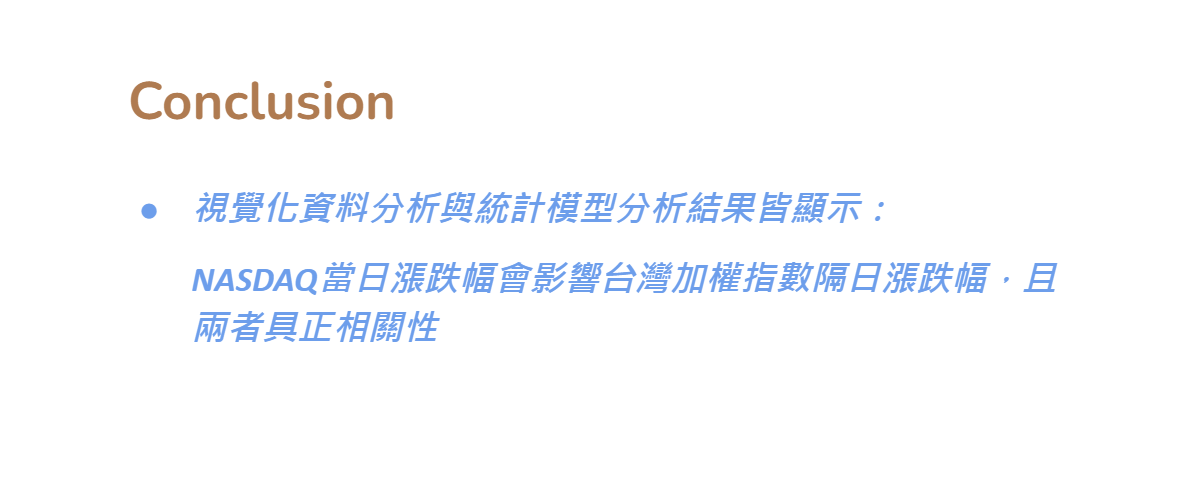 Conclusion
● 視覺化資料分析與統計模型分析結果皆顯示：
NASDAQ當日漲跌幅會影響台灣加權指數隔日漲跌幅，且
兩者具正相關性